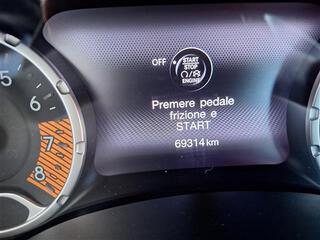 OFF
START
STOP
ENGINE
Premere pedale
frizione e
START
69314 km
5
6
7
8